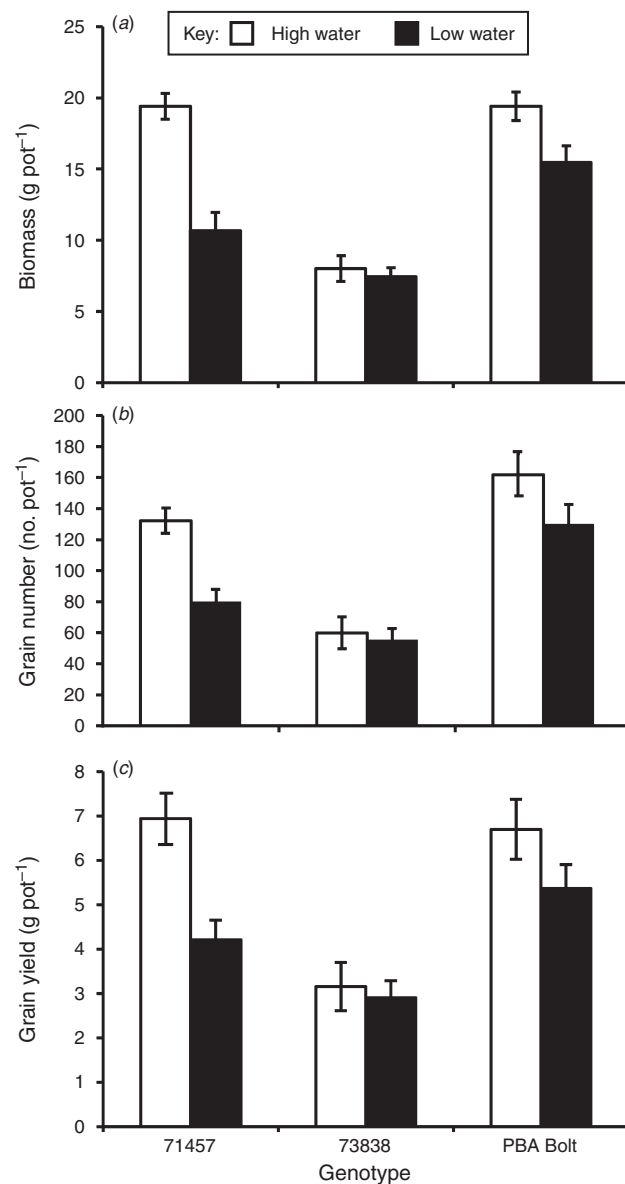 (a)
Key: High water Low water
25
20
15
10
5
0
Biomass (g pot⁻¹)
(b)
200
180
160
140
120
100
80
60
40
20
0
Grain number (no. pot⁻¹)
(c)
8
7
6
5
4
3
2
1
0
Grain yield (g pot⁻¹)
71457 73838 PBA Bolt
Genotype